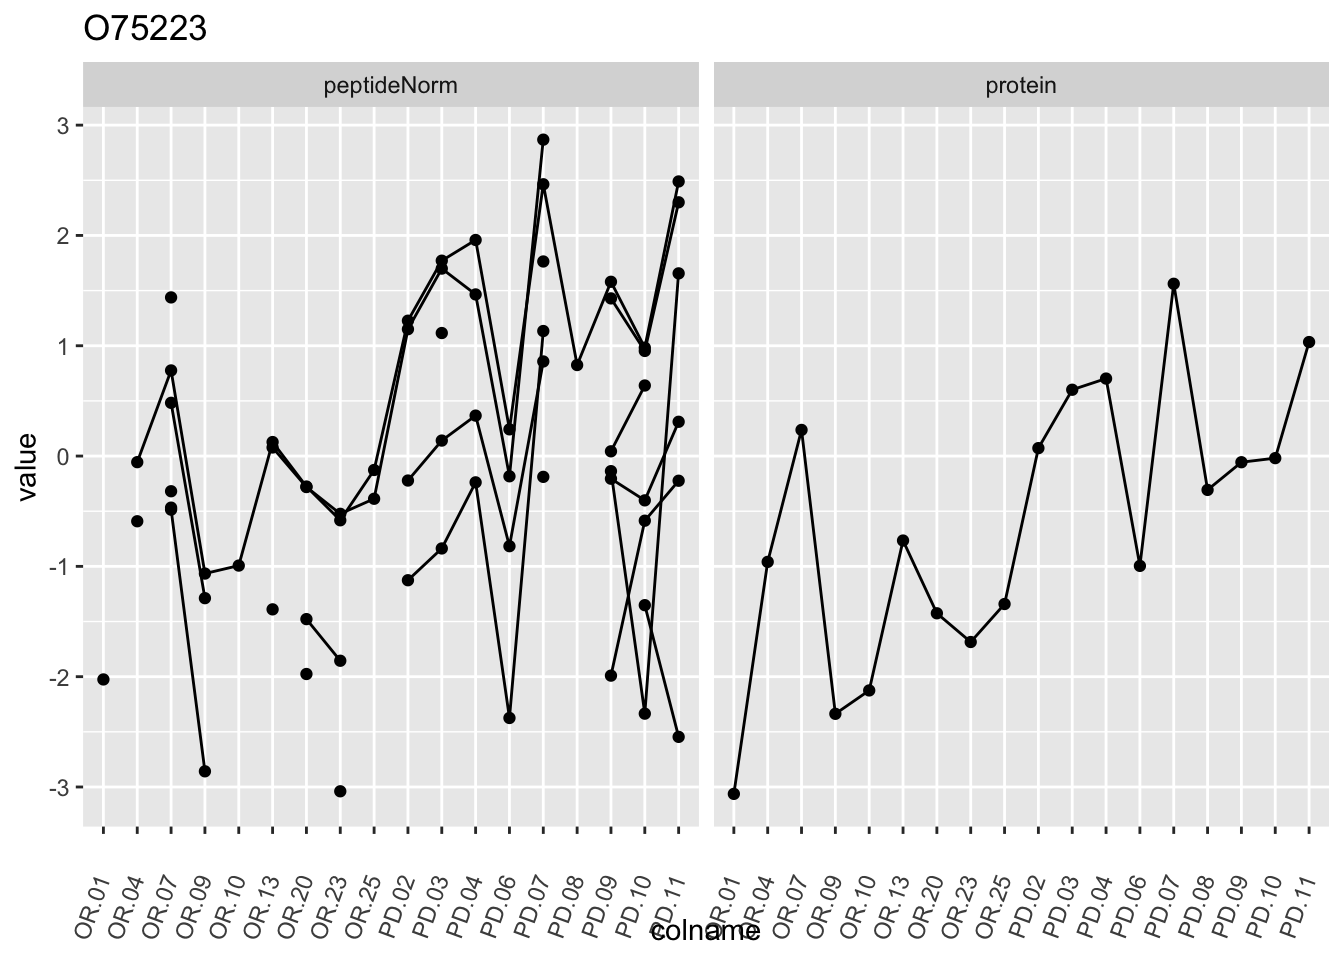 O75223
peptideNorm
protein
value
3
2
1
0
-1
-2
-3
OR.01 OR.04 OR.07 OR.09 OR.10 OR.13 OR.20 OR.23 OR.25 PD.02 PD.03 PD.04 PD.06 PD.07 PD.08 PD.09 PD.10 PD.11
OR.01 OR.04 OR.07 OR.09 OR.10 OR.13 OR.20 OR.23 OR.25 PD.02 PD.03 PD.04 PD.06 PD.07 PD.08 PD.09 PD.10 PD.11
colname